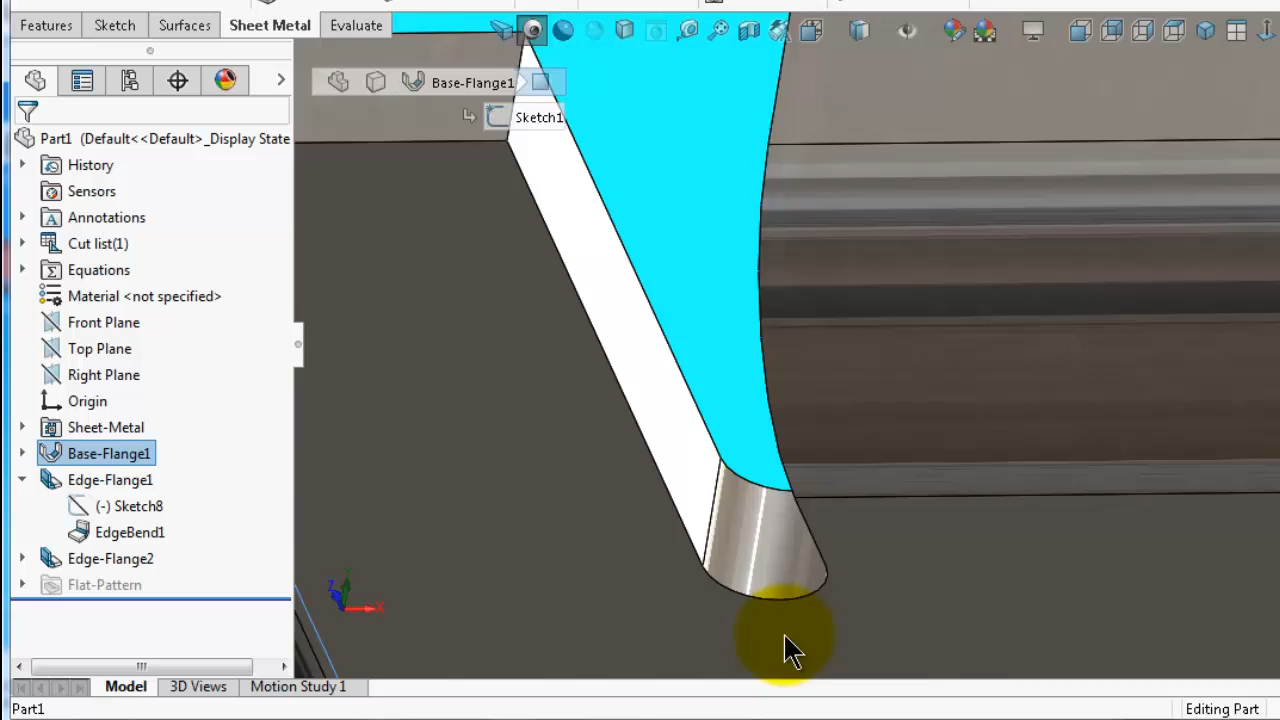 Features
Sketch
Surfaces
Sheet Metal
Evaluate
Base-Flange1
Sketch1
Part1 (Default<<Default>_Display State
History
Sensors
Annotations
Cut list(1)
Equations
Material <not specified>
Front Plane
Top Plane
Right Plane
Origin
Sheet-Metal
Base-Flange1
Edge-Flange1
(-) Sketch8
EdgeBend1
Edge-Flange2
Flat-Pattern
Y
Z
X
Model
3D Views
Motion Study 1
Part1
Editing Part